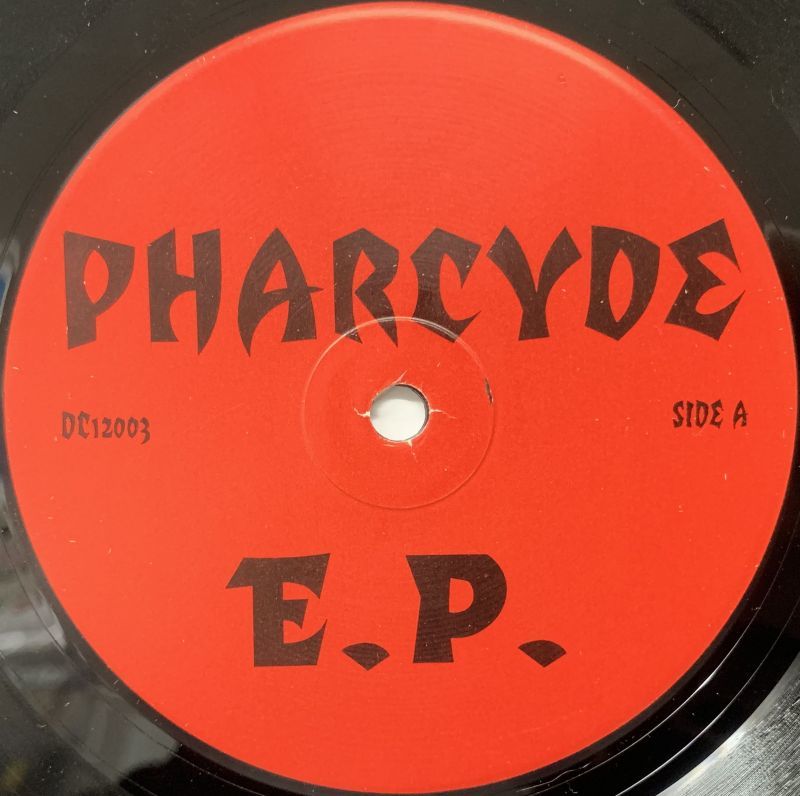 PHARCYDE
DC12003
SIDE A
E.P.